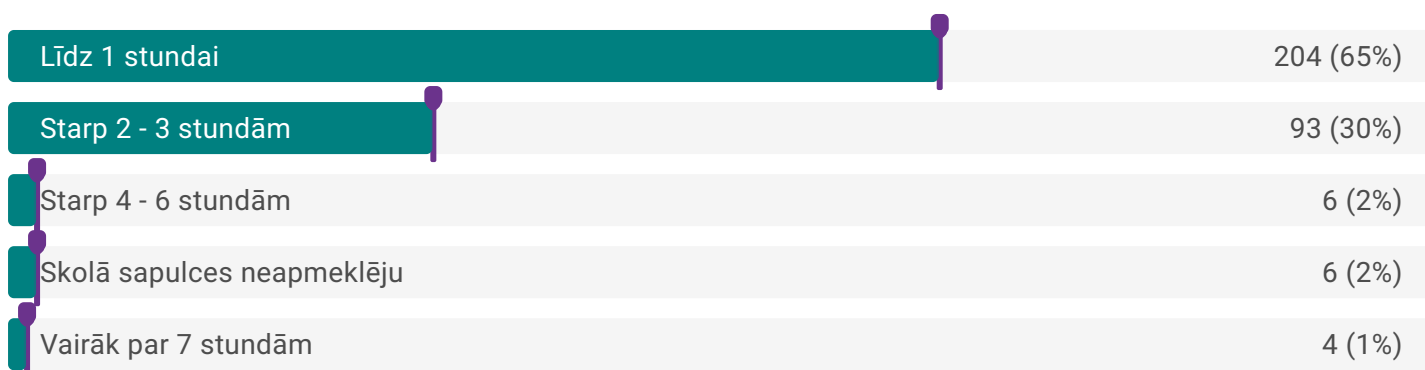 Līdz 1 stundai 204 (65%)
Starp 2 - 3 stundām 93 (30%)
Starp 4 - 6 stundām 6 (2%)
Skolā sapulces neapmeklēju 6 (2%)
Vairāk par 7 stundām 4 (1%)